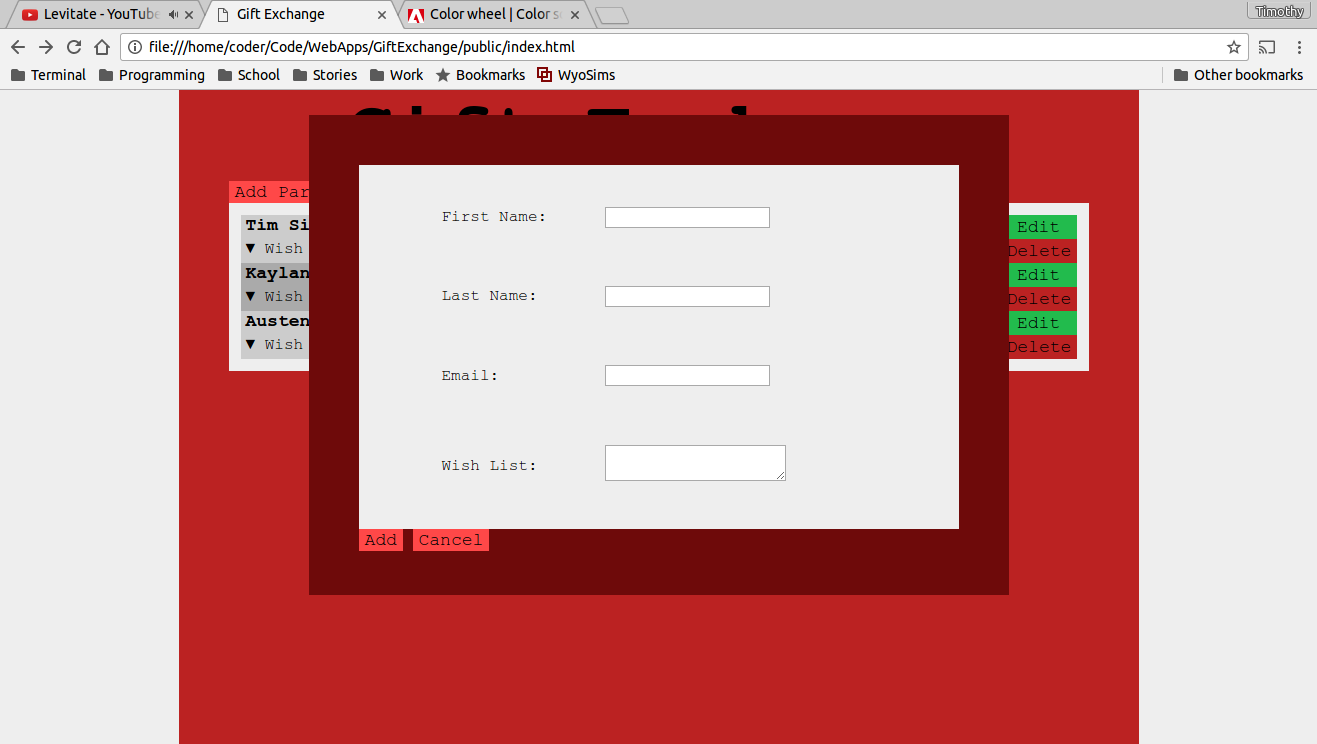 Levitate - YouTube
Gift Exchange
Color wheel | Color s
Timothy
file:///home/coder/Code/WebApps/GiftExchange/public/index.html
Terminal Programming School Stories Work Bookmarks WyoSims Other bookmarks
Add Par
First Name:
Tim Si
Edit
▼ Wish
Delete
Kaylan
Edit
Last Name:
▼ Wish
Delete
Austen
Edit
▼ Wish
Delete
Email:
Wish List:
Add Cancel